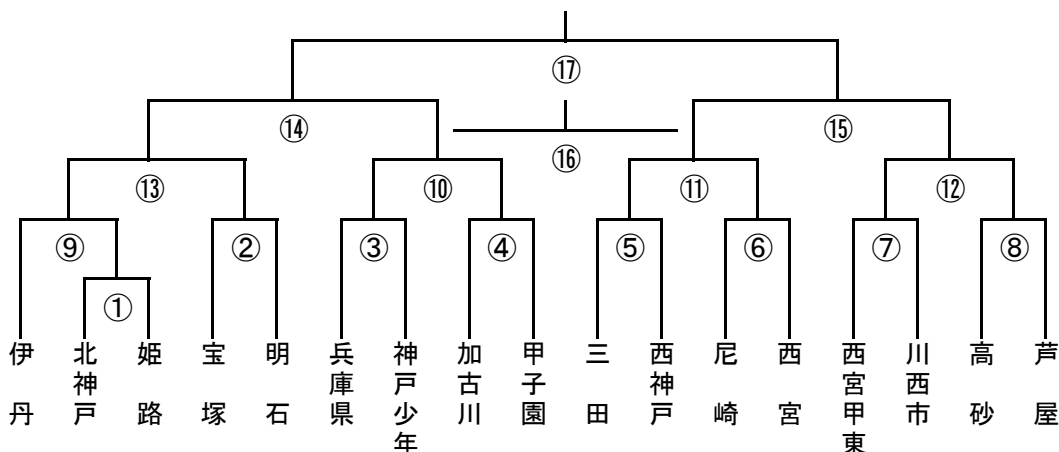 ⑰
⑭
⑮
⑯
⑬
⑩
⑪
⑫
⑨
②
③
④
⑤
⑥
⑦
⑧
①
伊丹
北神戸
姫路
宝塚
明石
兵庫県
神戸少年
加古川
甲子園
三田
西神戸
尼崎
西宮
西宮甲東
川西市
高砂
芦屋